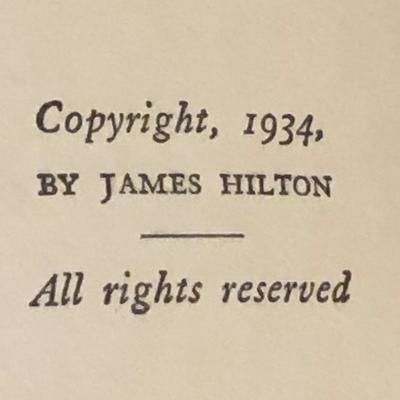 Copyright, 1934,
BY JAMES HILTON
All rights reserved